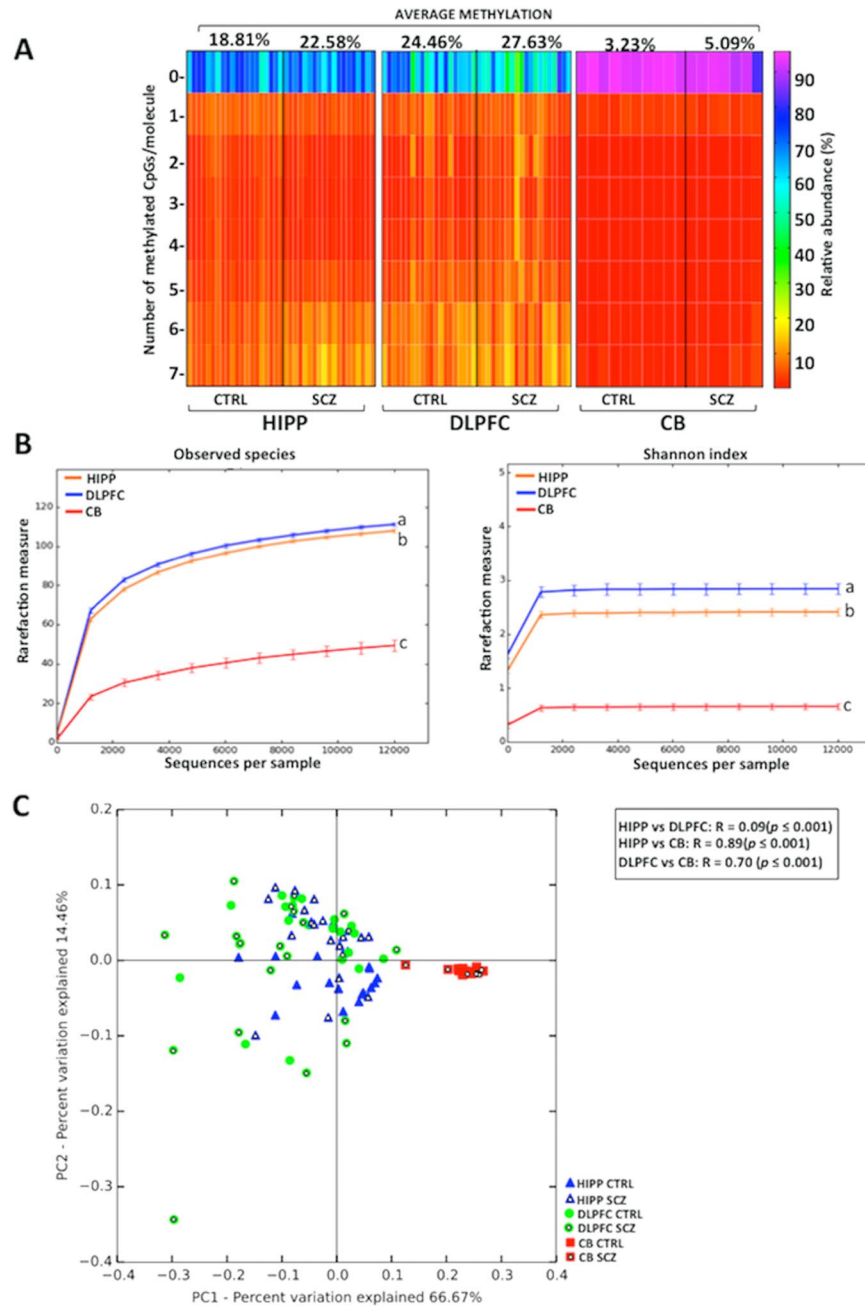 AVERAGE METHYLATION
A
18.81% 22.58% 24.46% 27.63% 3.23% 5.09%
Number of methylated CpGs/molecule
0-
1-
2-
3-
4-
5-
6-
7-
90
80
70
60
50
40
30
20
10
Relative abundance (%)
CTRL SCZ CTRL SCZ CTRL SCZ
HIPP DLPFC CB
B
Observed species
HIPP
DLPFC
CB
Rarefaction measure
120
100
80
60
40
20
0
a
b
c
0 2000 4000 6000 8000 10000 12000
Sequences per sample
Shannon index
HIPP
DLPFC
CB
Rarefaction measure
5
4
3
2
1
0
a
b
c
0 2000 4000 6000 8000 10000 12000
Sequences per sample
C
PC2 - Percent variation explained 14.46%
0.2
0.1
0.0
−0.1
−0.2
−0.3
−0.4
−0.4 −0.3 −0.2 −0.1 0.0 0.1 0.2 0.3 0.4
PC1 - Percent variation explained 66.67%
HIPP vs DLPFC: R = 0.09(p ≤ 0.001)
HIPP vs CB: R = 0.89(p ≤ 0.001)
DLPFC vs CB: R = 0.70 (p ≤ 0.001)
HIPP CTRL
HIPP SCZ
DLPFC CTRL
DLPFC SCZ
CB CTRL
CB SCZ